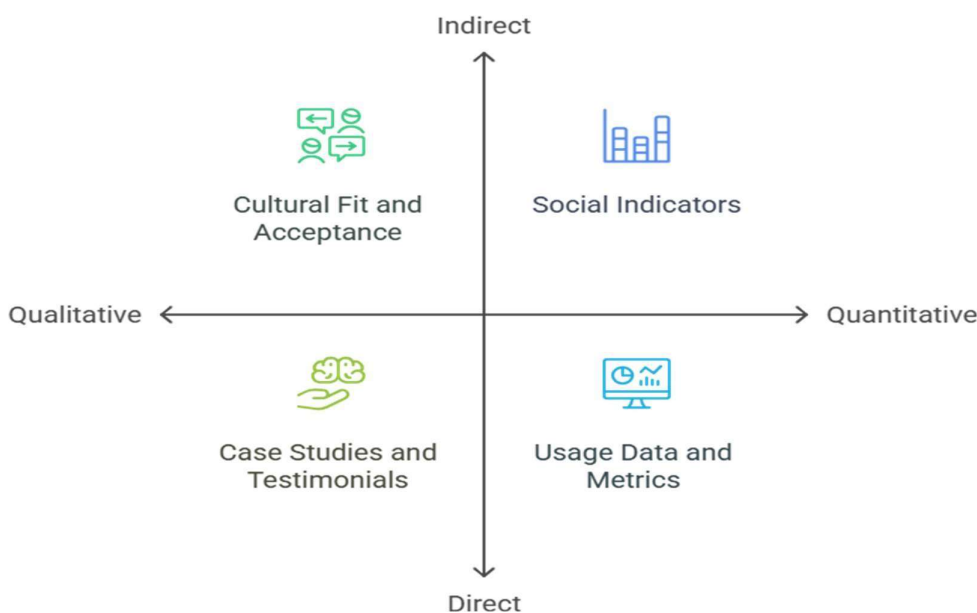 Indirect
Cultural Fit and
Acceptance
Social Indicators
Qualitative
Quantitative
Case Studies and
Testimonials
Usage Data and
Metrics
Direct